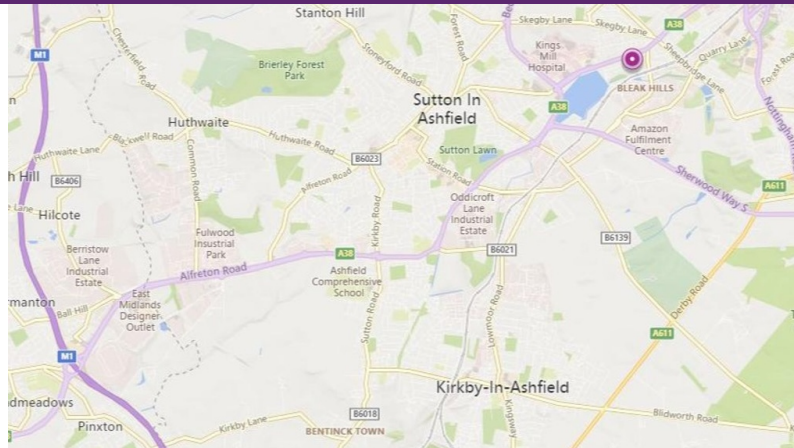 Stanton Hill
Skegby Lane
Skegby Lane
A38
M1
Chesterfield Road
Forest Road
Stoneyford Road
Kings
Mill
Hospital
Sheepbridge Lane
Quarry Lane
Brierley Forest
Park
BLEAK HILLS
Sutton In
Ashfield
A38
Huthwaite
Amazon
Fulfilment
Centre
Blackwell Road
Huthwaite Road
Sutton Lawn
Huthwaite Lane
B6023
Station Road
Common Road
Alfreton Road
Sherwood Way S
h Hill
B6406
A611
Oddicroft
Lane
Industrial
Estate
Hilcote
Kirkby Road
Fulwood
Insustrial
Park
B6139
Berristow
Lane
Industrial
Estate
A38
B6021
Alfreton Road
Ashfield
Comprehensive
School
Derby Road
East
Midlands
Designer
Outlet
rmanton
Ball Hill
Sutton Road
Lowmoor Road
A611
M1
Kirkby-In-Ashfield
admeadows
Kingsway
B6018
Blidworth Road
Pinxton
Kirkby Lane
BENTINCK TOWN